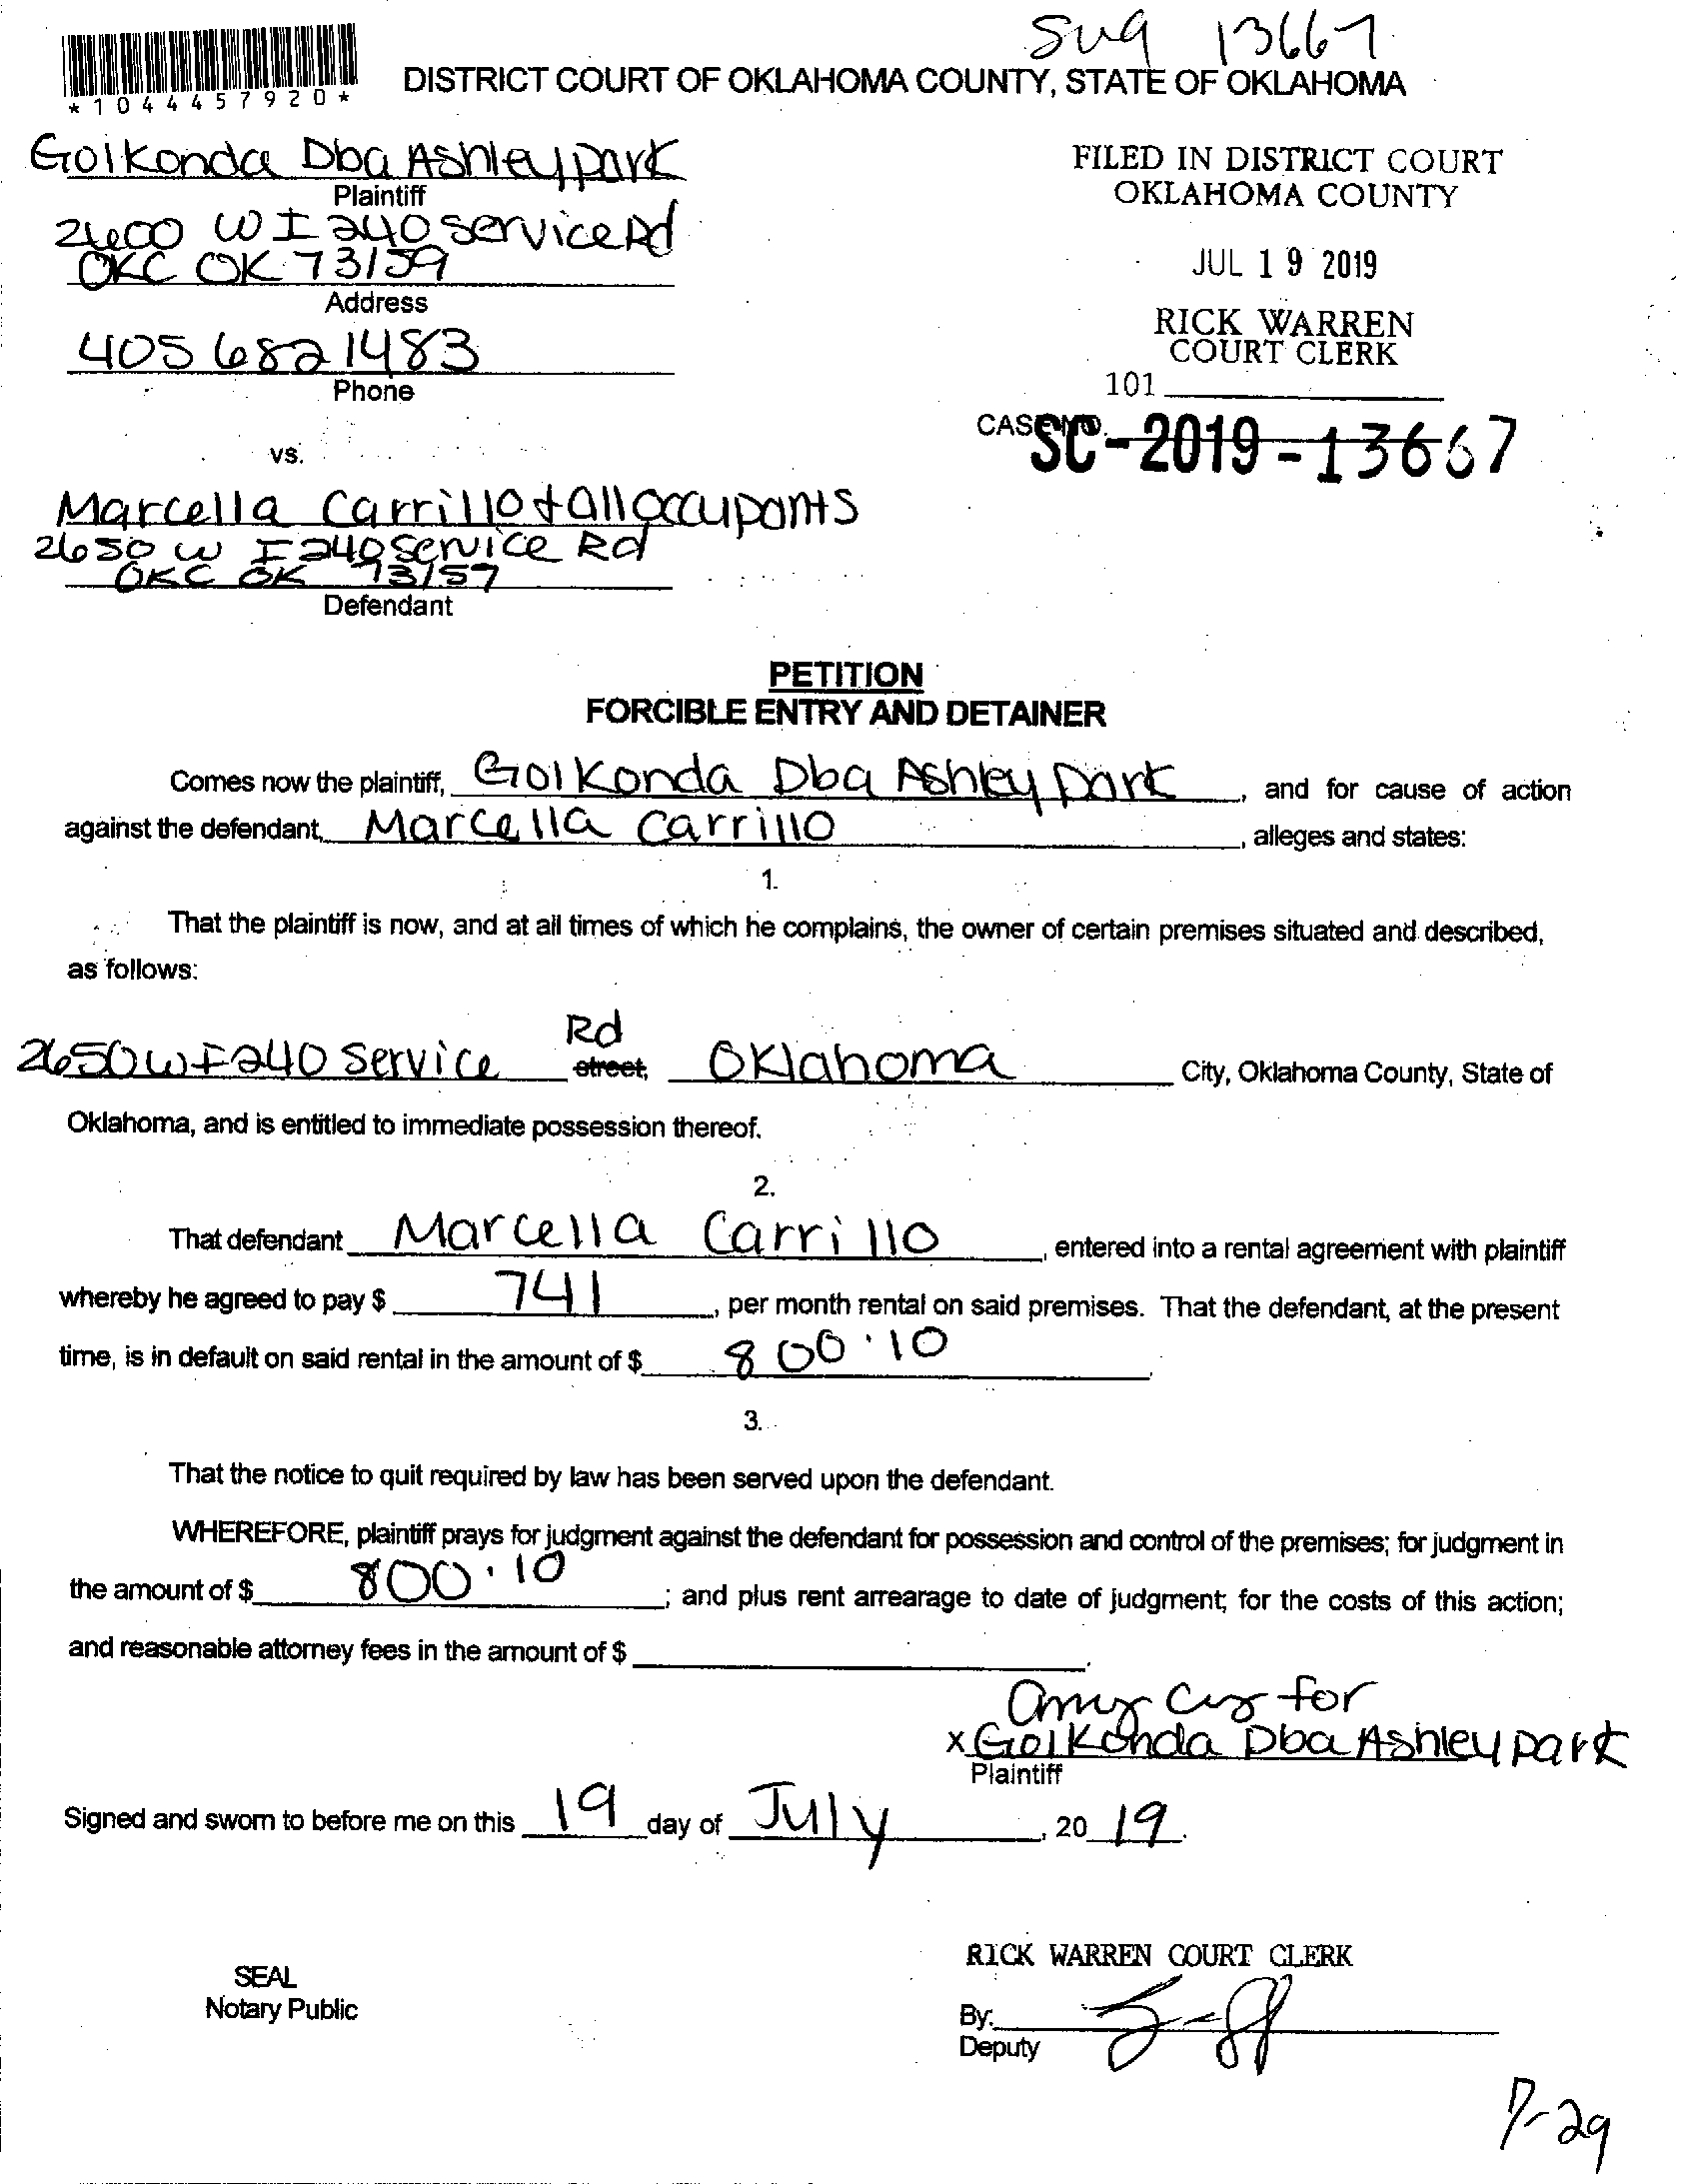 Sug 13667
*1044457920*
DISTRICT COURT OF OKLAHOMA COUNTY, STATE OF OKLAHOMA
Golkonda Dba Ashley park
Plaintiff
2600 W I 240 service Rd
OKC OK 73159
Address
405 682 1483
Phone
FILED IN DISTRICT COURT
OKLAHOMA COUNTY
JUL 19 2019
RICK WARREN
COURT CLERK
101
CASE NO. SC-2019-13667
vs.
Marcella Carrillo + all occupants
2650 W I 240 service Rd
OKC OK 73157
Defendant
PETITION
FORCIBLE ENTRY AND DETAINER
Comes now the plaintiff, Golkonda Dba Ashley park, and for cause of action
against the defendant, Marcella Carrillo, alleges and states:
1.
That the plaintiff is now, and at all times of which he complains, the owner of certain premises situated and described,
as follows:
Rd
2650 W I 240 Service street, Oklahoma City, Oklahoma County, State of
Oklahoma, and is entitled to immediate possession thereof.
2.
That defendant Marcella Carrillo, entered into a rental agreement with plaintiff
whereby he agreed to pay $ 741, per month rental on said premises. That the defendant, at the present
time, is in default on said rental in the amount of $ 800.10.
3.
That the notice to quit required by law has been served upon the defendant.
WHEREFORE, plaintiff prays for judgment against the defendant for possession and control of the premises; for judgment in
the amount of $ 800.10; and plus rent arrearage to date of judgment; for the costs of this action;
and reasonable attorney fees in the amount of $ .
for
x Golkonda Dba Ashley park
Plaintiff
Signed and sworn to before me on this 19 day of July, 20 19.
RICK WARREN COURT CLERK
SEAL
Notary Public
By:
Deputy
7-29